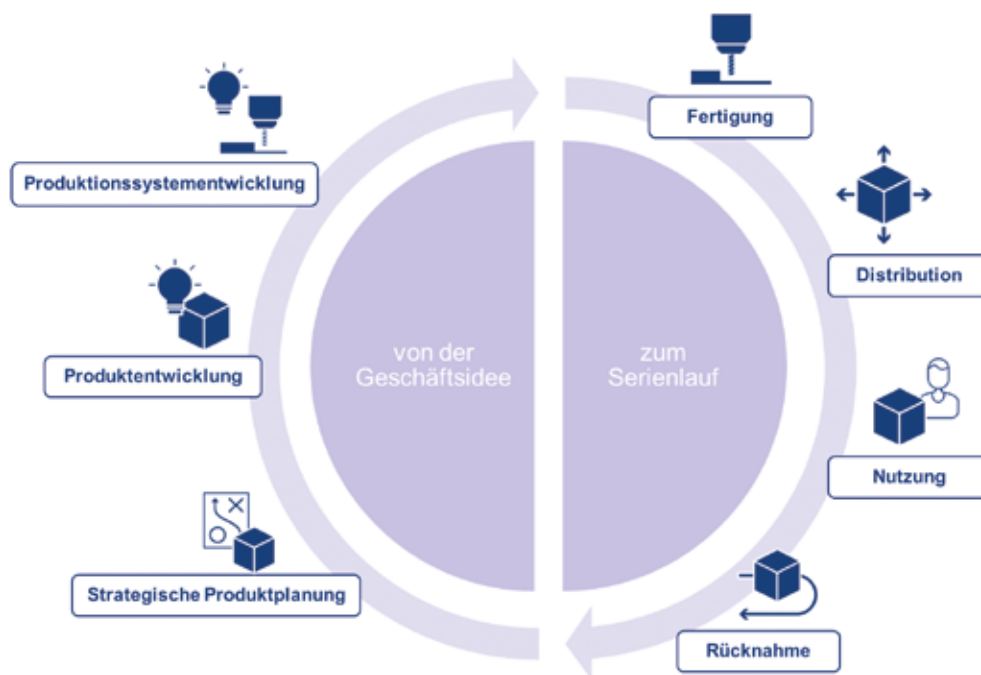 Fertigung
Produktionssystementwicklung
Distribution
von der
Geschäftsidee
zum
Serienlauf
Produktentwicklung
Nutzung
Strategische Produktplanung
Rücknahme